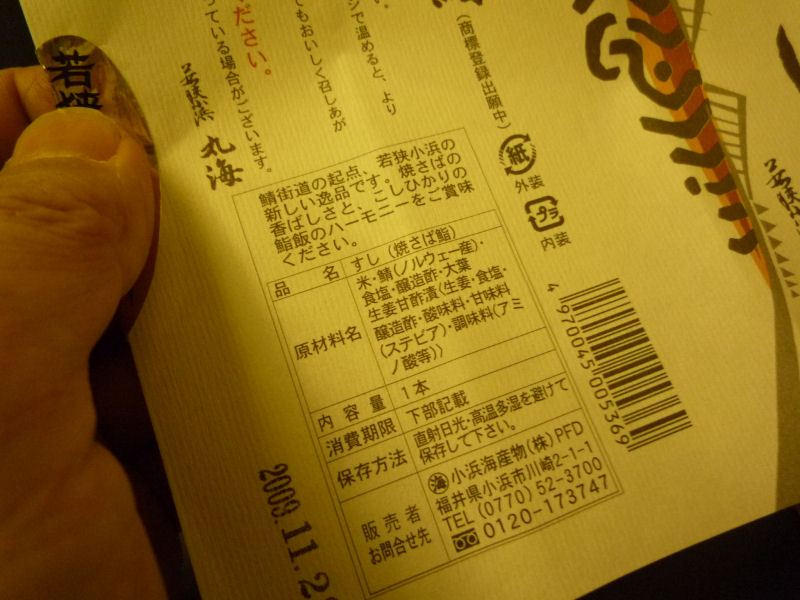 ださい。
っている場合がございます。
ジで温めると、より
てもおいしく召しあが
い。
(商標登録出願中)
若狭
若狭小浜
丸海
紙
外装
プラ
内装
鯖街道の起点、若狭小浜の
新しい逸品です。焼さばの
香ばしさと、こしひかりの
鮨飯のハーモニーをご賞味
ください。
品名 すし(焼さば鮨)
原材料名 米・鯖(ノルウェー産)・
食塩・醸造酢・大葉
生姜甘酢漬(生姜・食塩・
醸造酢・酸味料・甘味料
(ステビア)・調味料(アミ
ノ酸等))
内容量 1本
消費期限 下部記載
保存方法 直射日光・高温多湿を避けて
保存して下さい。
販売者
お問合せ先
海 小浜海産物(株)PFD
福井県小浜市川崎2-1-1
TEL(0770)52-3700
0120-173747
4 970045 005369
2009.11.2
若狭小